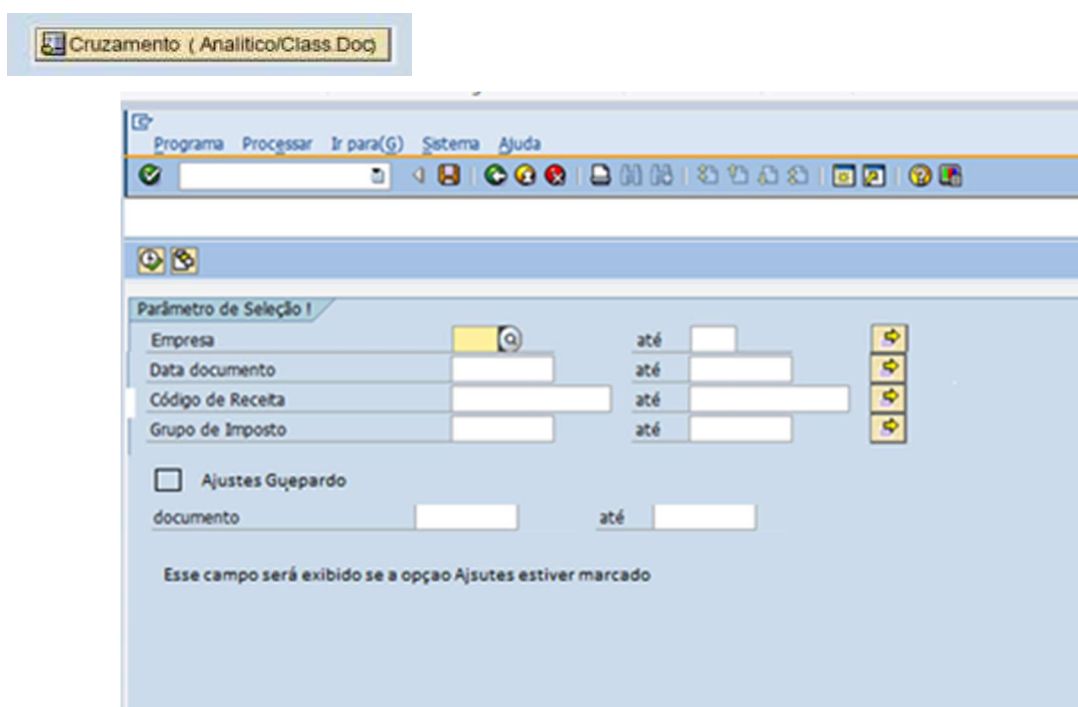 Cruzamento ( Analitico/Class.Doc)
Programa Processar Ir para(G) Sistema Ajuda
Parâmetro de Seleção !
Empresa até
Data documento até
Código de Receita até
Grupo de Imposto até
Ajustes Guepardo
documento até
Esse campo será exibido se a opçao Ajsutes estiver marcado